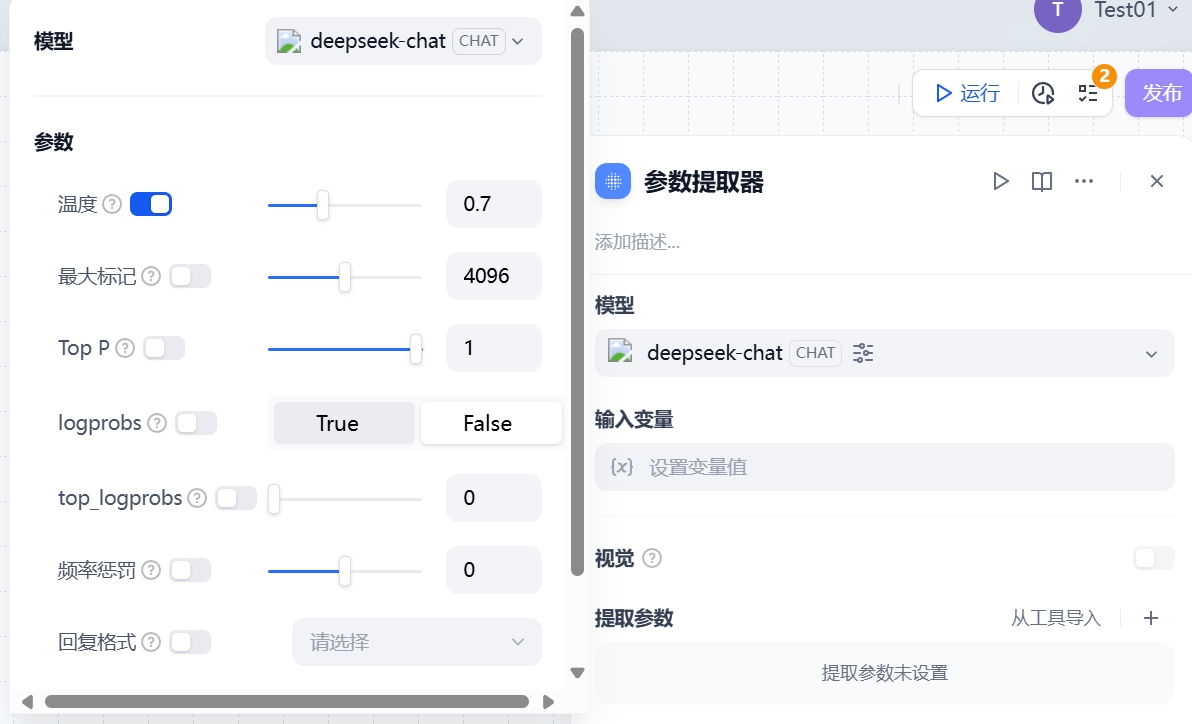 模型
deepseek-chat CHAT
参数
温度 0.7
最大标记 4096
Top P 1
logprobs True False
top_logprobs 0
频率惩罚 0
回复格式 请选择
T Test01
运行 2 发布
参数提取器
添加描述...
模型
deepseek-chat CHAT
输入变量
{x} 设置变量值
视觉
提取参数 从工具导入
提取参数未设置